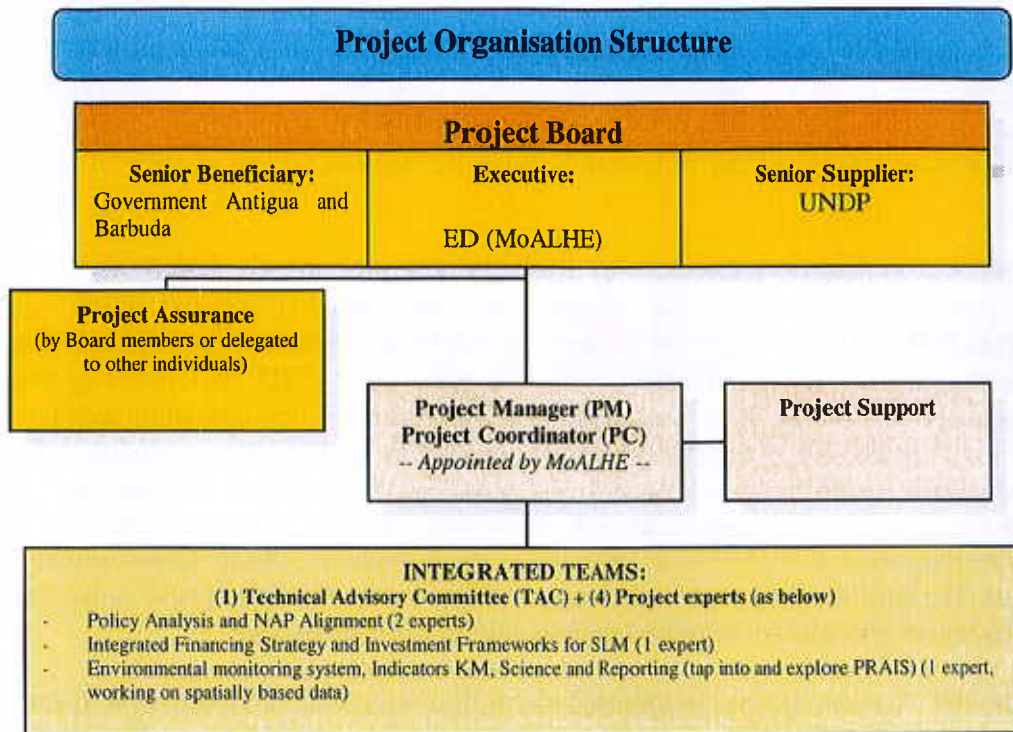 Project Organisation Structure
Project Board
Senior Beneficiary:
Government Antigua and
Barbuda
Executive:
ED (MoALHE)
Senior Supplier:
UNDP
Project Assurance
(by Board members or delegated
to other individuals)
Project Manager (PM)
Project Coordinator (PC)
-- Appointed by MoALHE --
Project Support
INTEGRATED TEAMS:
(1) Technical Advisory Committee (TAC) + (4) Project experts (as below)
- Policy Analysis and NAP Alignment (2 experts)
- Integrated Financing Strategy and Investment Frameworks for SLM (1 expert)
- Environmental monitoring system, Indicators KM, Science and Reporting (tap into and explore PRAIS) (1 expert,
working on spatially based data)